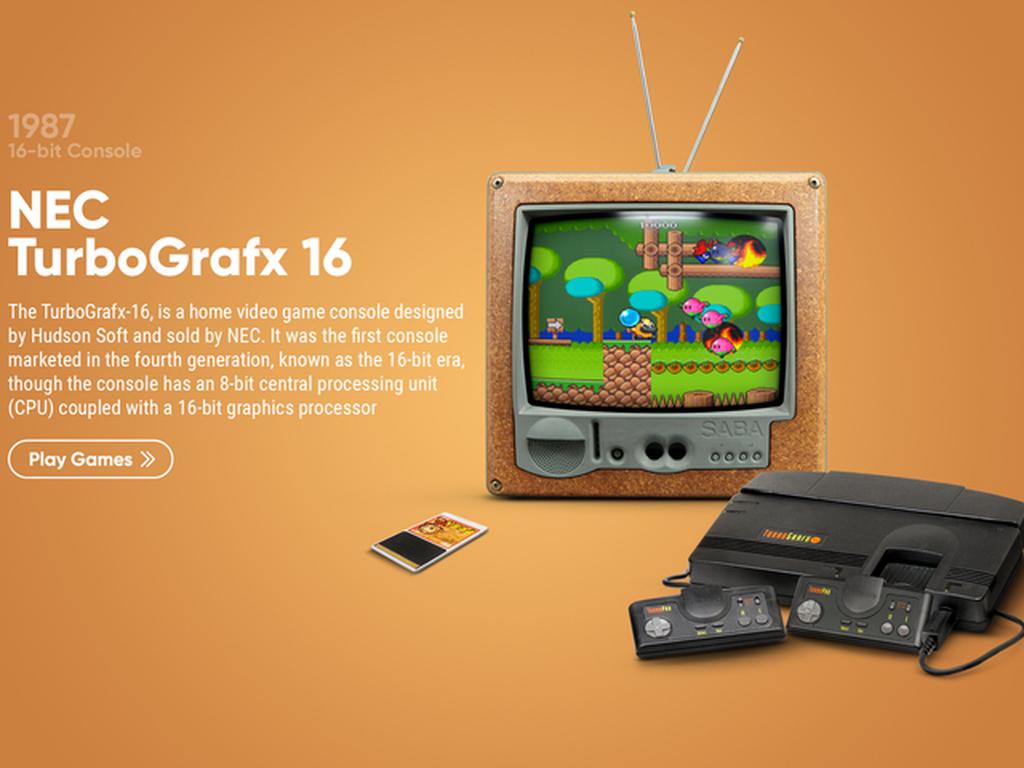 1987
16-bit Console
NEC
TurboGrafx 16
The TurboGrafx-16, is a home video game console designed
by Hudson Soft and sold by NEC. It was the first console
marketed in the fourth generation, known as the 16-bit era,
though the console has an 8-bit central processing unit
(CPU) coupled with a 16-bit graphics processor
Play Games
10000
SABA